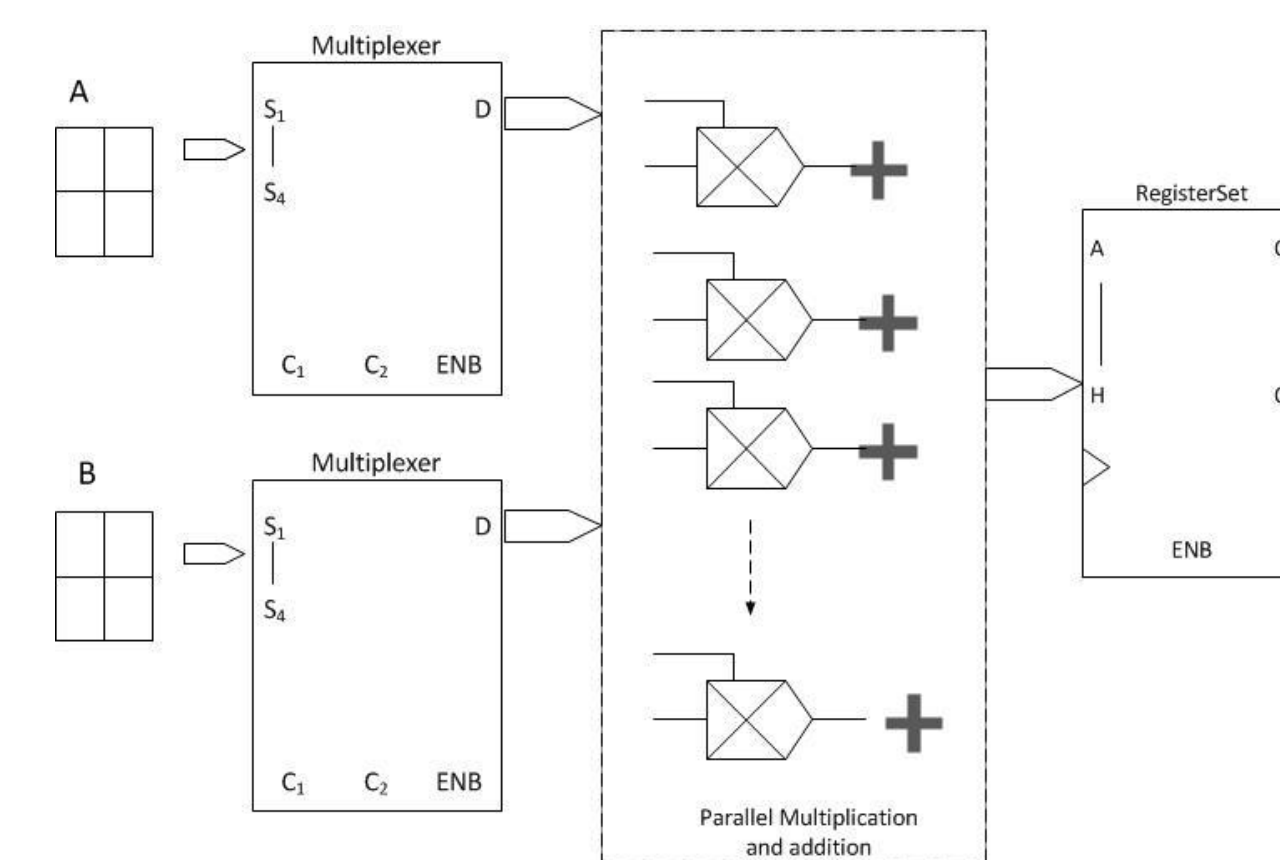 A
Multiplexer
S₁
S₄
D
C₁ C₂ ENB
B
Multiplexer
S₁
S₄
D
C₁ C₂ ENB
Parallel Multiplication
and addition
RegisterSet
A
H
ENB